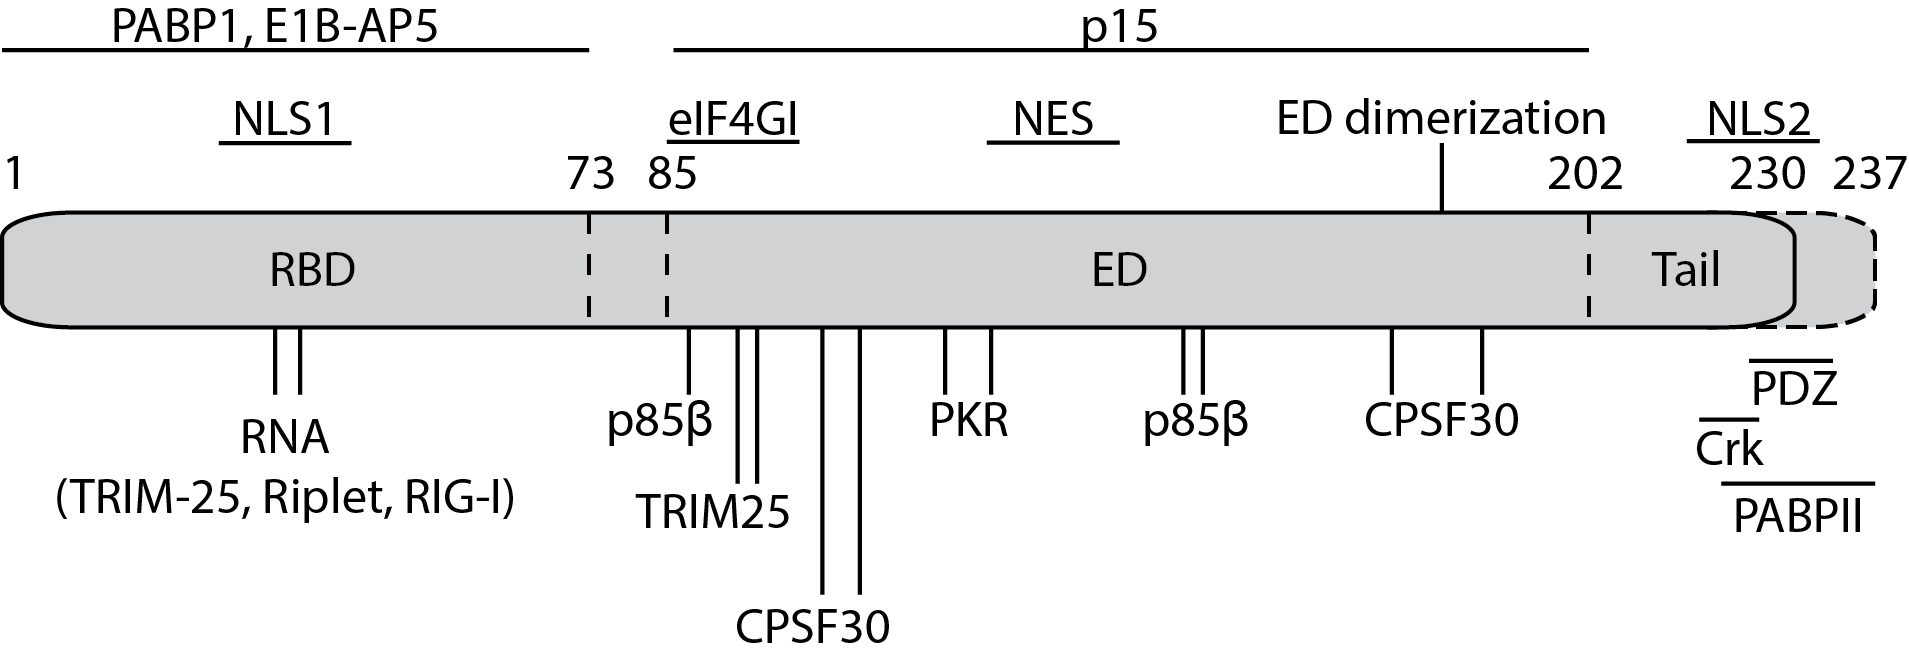 PABP1, E1B-AP5
p15
NLS1
eIF4GI
NES
ED dimerization
NLS2
1
73
85
202
230
237
RBD
ED
Tail
RNA
(TRIM-25, Riplet, RIG-I)
p85β
TRIM25
CPSF30
PKR
p85β
CPSF30
PDZ
Crk
PABPII